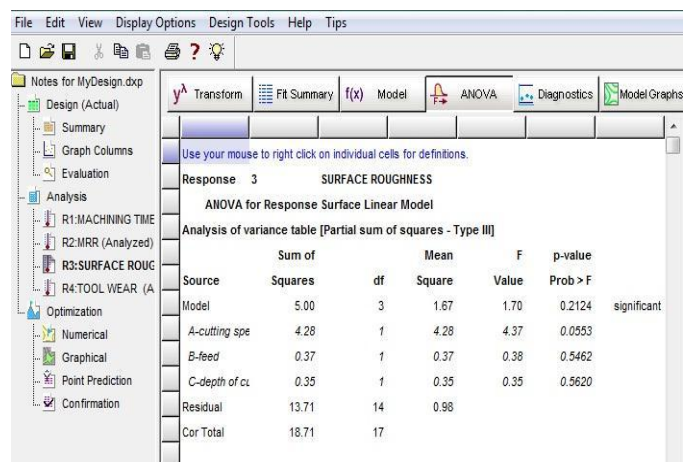 File Edit View Display Options Design Tools Help Tips
Notes for MyDesign.dxp
Design (Actual)
Summary
Graph Columns
Evaluation
Analysis
R1:MACHINING TIME
R2:MRR (Analyzed)
R3:SURFACE ROUG
R4:TOOL WEAR (A
Optimization
Numerical
Graphical
Point Prediction
Confirmation
yλ Transform Fit Summary f(x) Model F ANOVA Diagnostics Model Graphs
Use your mouse to right click on individual cells for definitions.
Response 3 SURFACE ROUGHNESS
ANOVA for Response Surface Linear Model
Analysis of variance table [Partial sum of squares - Type III]
Sum of Mean F p-value
Source Squares df Square Value Prob > F
Model 5.00 3 1.67 1.70 0.2124 significant
A-cutting spe 4.28 1 4.28 4.37 0.0553
B-feed 0.37 1 0.37 0.38 0.5462
C-depth of cu 0.35 1 0.35 0.35 0.5620
Residual 13.71 14 0.98
Cor Total 18.71 17